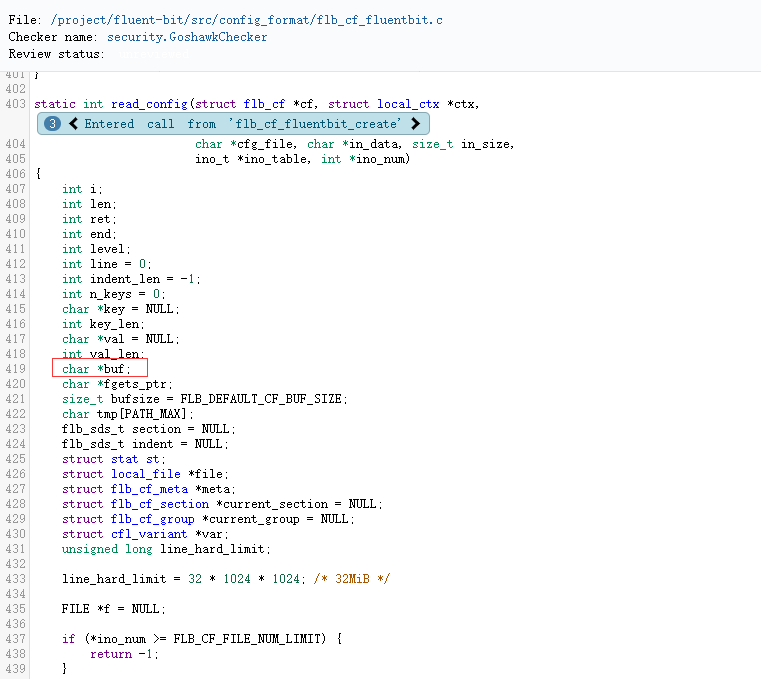 File: /project/fluent-bit/src/config_format/flb_cf_fluentbit.c
Checker name: security.GoshawkChecker
Review status:
401 }
402
403 static int read_config(struct flb_cf *cf, struct local_ctx *ctx,
3 Entered call from 'flb_cf_fluentbit_create'
404 char *cfg_file, char *in_data, size_t in_size,
405 ino_t *ino_table, int *ino_num)
406 {
407 int i;
408 int len;
409 int ret;
410 int end;
411 int level;
412 int line = 0;
413 int indent_len = -1;
414 int n_keys = 0;
415 char *key = NULL;
416 int key_len;
417 char *val = NULL;
418 int val_len;
419 char *buf;
420 char *fgets_ptr;
421 size_t bufsize = FLB_DEFAULT_CF_BUF_SIZE;
422 char tmp[PATH_MAX];
423 flb_sds_t section = NULL;
424 flb_sds_t indent = NULL;
425 struct stat st;
426 struct local_file *file;
427 struct flb_cf_meta *meta;
428 struct flb_cf_section *current_section = NULL;
429 struct flb_cf_group *current_group = NULL;
430 struct cfl_variant *var;
431 unsigned long line_hard_limit;
432
433 line_hard_limit = 32 * 1024 * 1024; /* 32MiB */
434
435 FILE *f = NULL;
436
437 if (*ino_num >= FLB_CF_FILE_NUM_LIMIT) {
438 return -1;
439 }